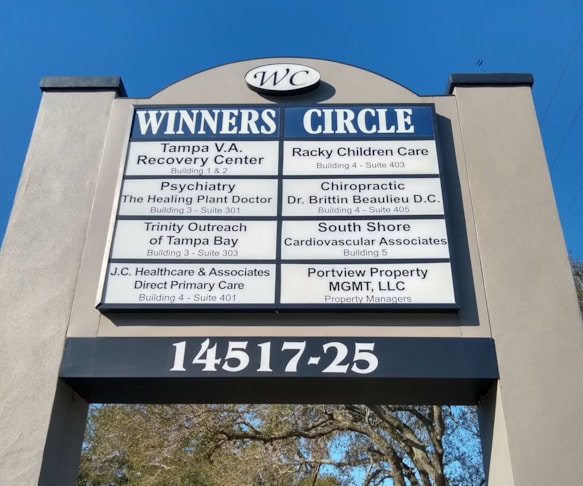 WC
WINNERS CIRCLE
Tampa V.A.
Recovery Center
Building 1 & 2
Racky Children Care
Building 4 - Suite 403
Psychiatry
The Healing Plant Doctor
Building 3 - Suite 301
Chiropractic
Dr. Brittin Beaulieu D.C.
Building 4 - Suite 405
Trinity Outreach
of Tampa Bay
Building 3 - Suite 303
South Shore
Cardiovascular Associates
Building 5
J.C. Healthcare & Associates
Direct Primary Care
Building 4 - Suite 401
Portview Property
MGMT, LLC
Property Managers
14517-25